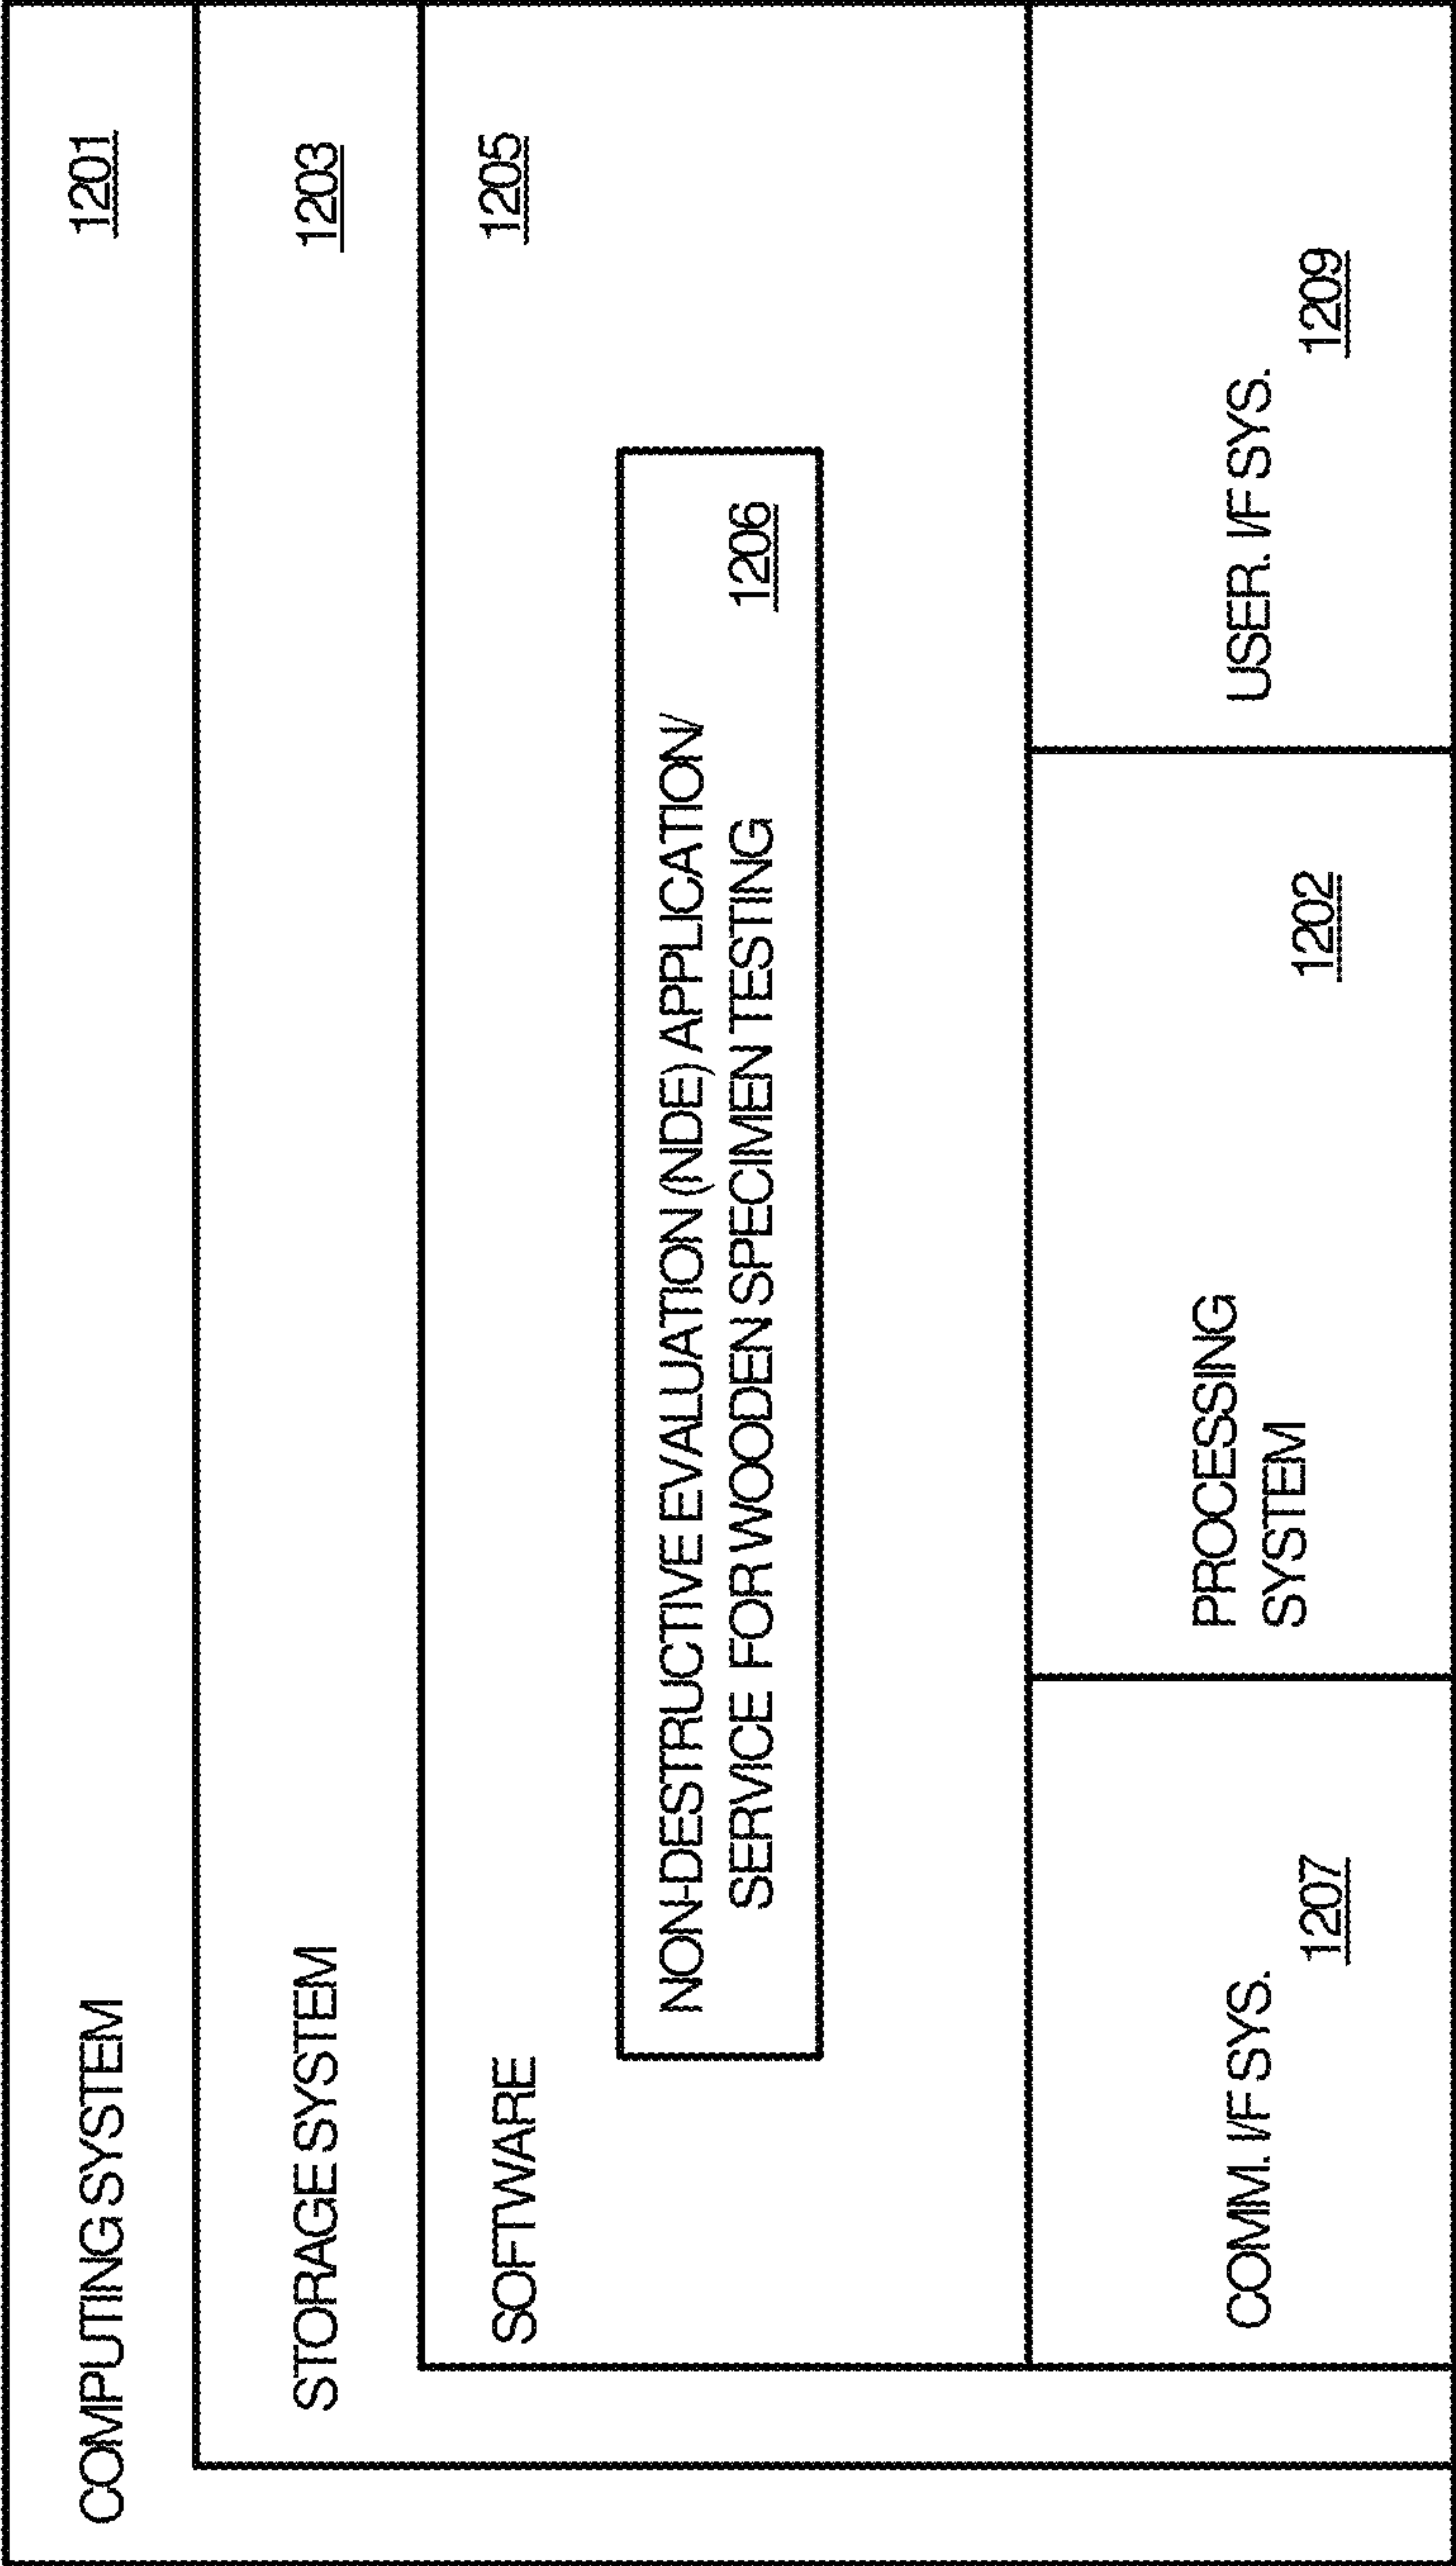 COMPUTING SYSTEM 1201
STORAGE SYSTEM 1203
SOFTWARE 1205
NON-DESTRUCTIVE EVALUATION (NDE) APPLICATION/
SERVICE FOR WOODEN SPECIMEN TESTING 1206
COMM. I/F SYS.
1207
PROCESSING
SYSTEM
1202
USER. I/F SYS.
1209